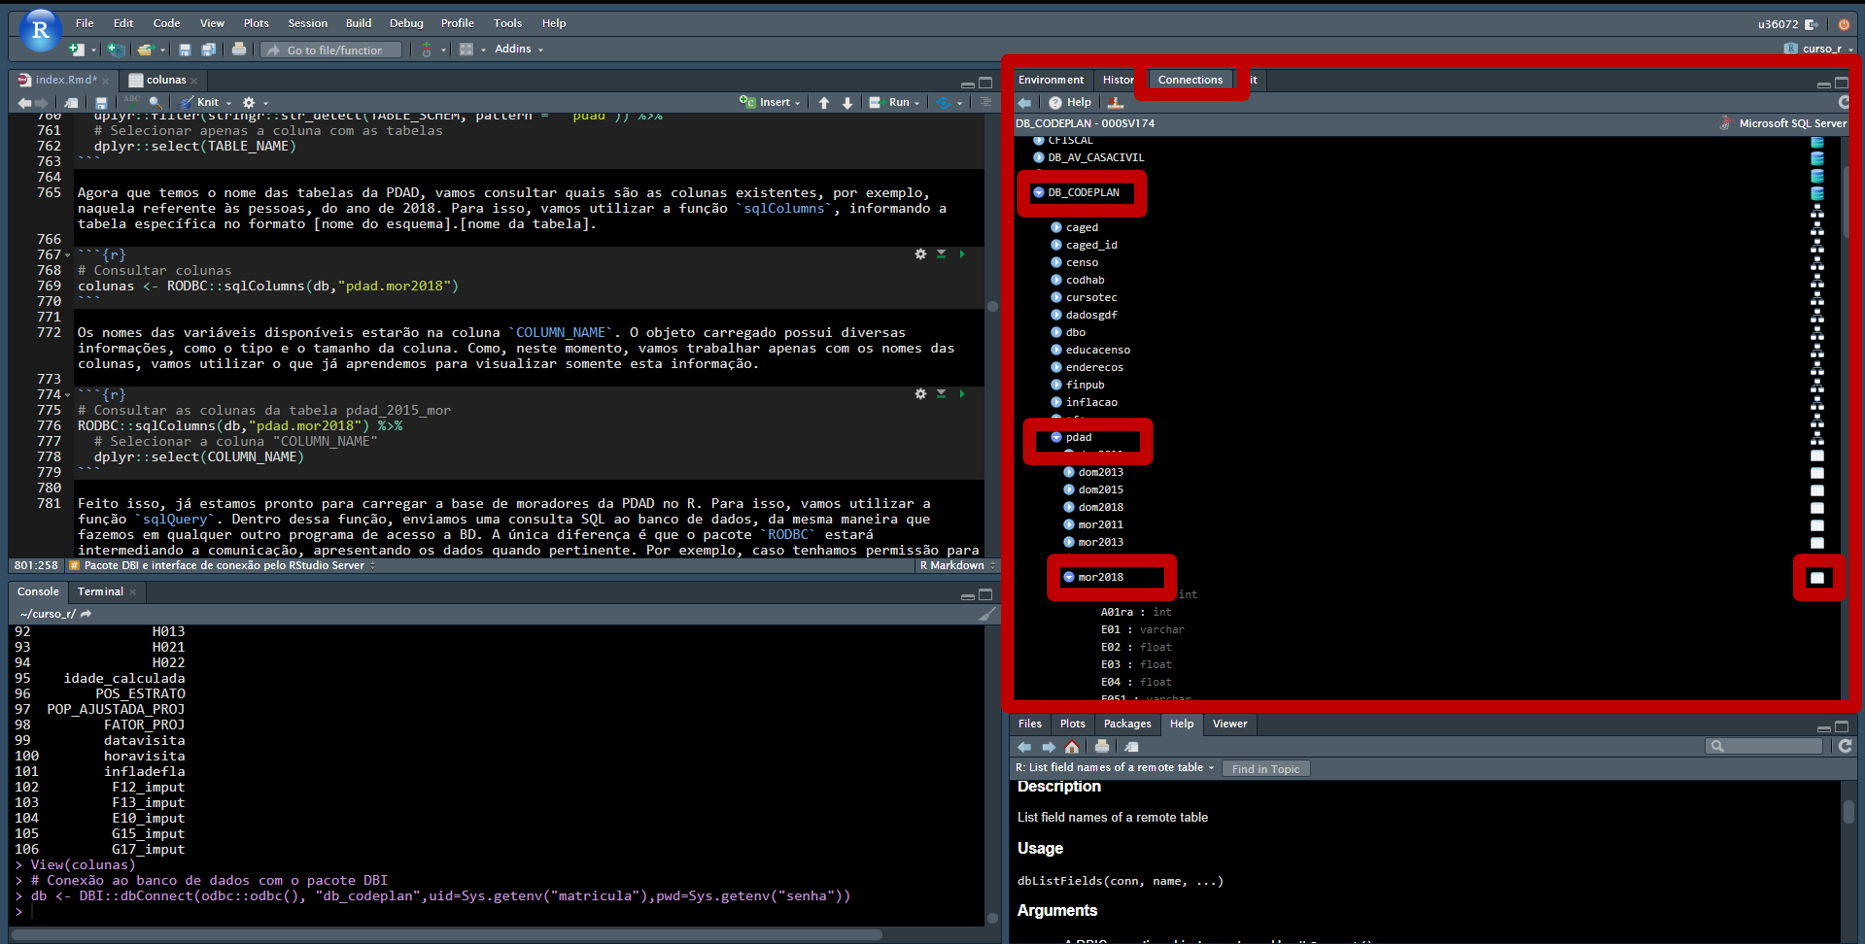 File Edit Code View Plots Session Build Debug Profile Tools Help
u36072
Go to file/function
Addins
curso_r
index.Rmd*
colunas
ABC
Knit
Insert
Run
760 dplyr::filter(stringr::str_detect(TABLE_SCHEM, pattern = "pdad")) %>%
761 # Selecionar apenas a coluna com as tabelas
762 dplyr::select(TABLE_NAME)
763 ```
764
765 Agora que temos o nome das tabelas da PDAD, vamos consultar quais são as colunas existentes, por exemplo,
naquela referente às pessoas, do ano de 2018. Para isso, vamos utilizar a função `sqlColumns`, informando a
tabela específica no formato [nome do esquema].[nome da tabela].
766
767 ```{r}
768 # Consultar colunas
769 colunas <- RODBC::sqlColumns(db,"pdad.mor2018")
770 ```
771
772 Os nomes das variáveis disponíveis estarão na coluna `COLUMN_NAME`. O objeto carregado possui diversas
informações, como o tipo e o tamanho da coluna. Como, neste momento, vamos trabalhar apenas com os nomes das
colunas, vamos utilizar o que já aprendemos para visualizar somente esta informação.
773
774 ```{r}
775 # Consultar as colunas da tabela pdad_2015_mor
776 RODBC::sqlColumns(db,"pdad.mor2018") %>%
777 # Selecionar a coluna "COLUMN_NAME"
778 dplyr::select(COLUMN_NAME)
779 ```
780
781 Feito isso, já estamos pronto para carregar a base de moradores da PDAD no R. Para isso, vamos utilizar a
função `sqlQuery`. Dentro dessa função, enviamos uma consulta SQL ao banco de dados, da mesma maneira que
fazemos em qualquer outro programa de acesso a BD. A única diferença é que o pacote `RODBC` estará
intermediando a comunicação, apresentando os dados quando pertinente. Por exemplo, caso tenhamos permissão para
801:258 # Pacote DBI e interface de conexão pelo RStudio Server
R Markdown
Console Terminal
~/curso_r/
92 H013
93 H021
94 H022
95 idade_calculada
96 POS_ESTRATO
97 POP_AJUSTADA_PROJ
98 FATOR_PROJ
99 datavisita
100 horavisita
101 infladefla
102 F12_imput
103 F13_imput
104 E10_imput
105 G15_imput
106 G17_imput
> View(colunas)
> # Conexão ao banco de dados com o pacote DBI
> db <- DBI::dbConnect(odbc::odbc(), "db_codeplan",uid=Sys.getenv("matricula"),pwd=Sys.getenv("senha"))
>
Environment Histor Connections it
Help
DB_CODEPLAN - 000SV174
Microsoft SQL Server
CFISCAL
DB_AV_CASACIVIL
DB_CODEPLAN
caged
caged_id
censo
codhab
cursotec
dadosgdf
dbo
educacenso
enderecos
finpub
inflacao
pdad
dom2013
dom2015
dom2018
mor2011
mor2013
mor2018
int
A01ra : int
E01 : varchar
E02 : float
E03 : float
E04 : float
E051 : varchar
Files Plots Packages Help Viewer
R: List field names of a remote table
Find in Topic
Description
List field names of a remote table
Usage
dbListFields(conn, name, ...)
Arguments